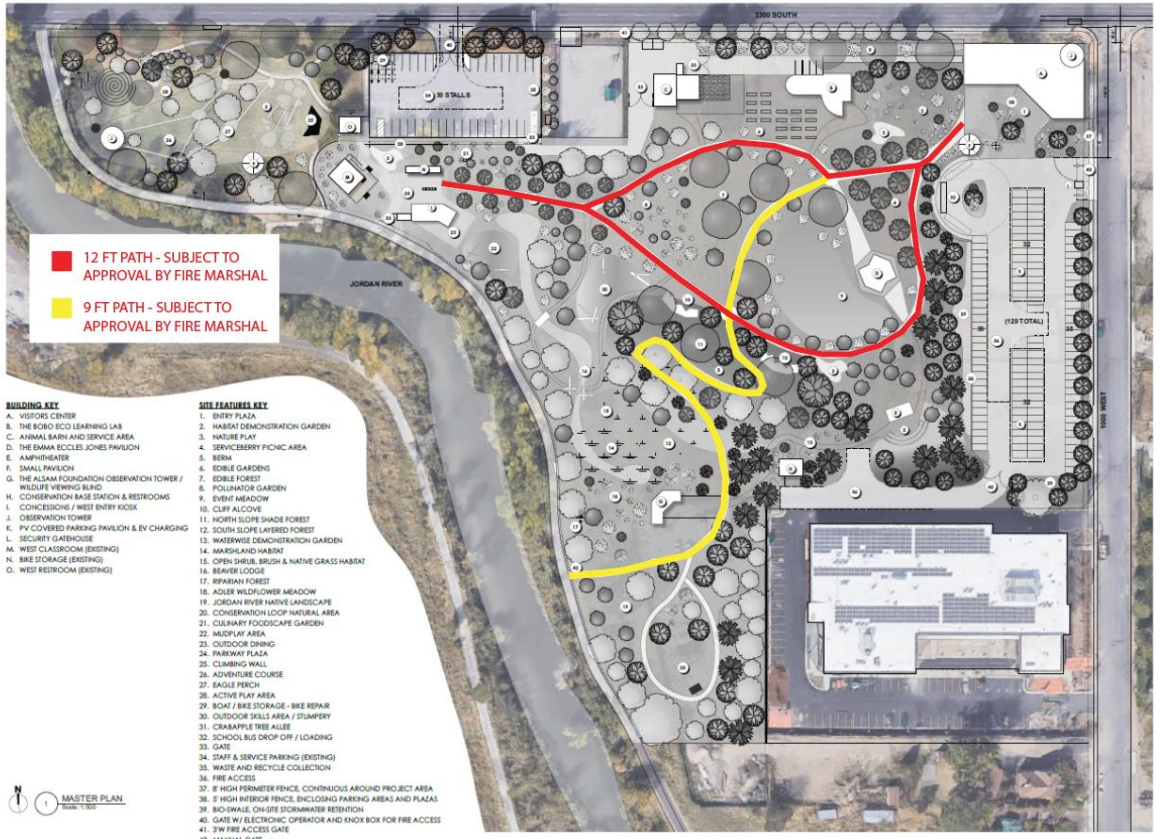 3300 SOUTH
30 STALLS
JORDAN RIVER
12 FT PATH - SUBJECT TO
APPROVAL BY FIRE MARSHAL
9 FT PATH - SUBJECT TO
APPROVAL BY FIRE MARSHAL
32
(129 TOTAL)
32
1000 WEST
BUILDING KEY
A. VISITORS CENTER
B. THE BOBO ECO LEARNING LAB
C. ANIMAL BARN AND SERVICE AREA
D. THE EMMA ECCLES JONES PAVILION
E. AMPHITHEATER
F. SMALL PAVILION
G. THE ALSAM FOUNDATION OBSERVATION TOWER /
WILDLIFE VIEWING BLIND
H. CONSERVATION BASE STATION & RESTROOMS
I. CONCESSIONS / WEST ENTRY KIOSK
J. OBSERVATION TOWER
K. PV COVERED PARKING PAVILION & EV CHARGING
L. SECURITY GATEHOUSE
M. WEST CLASSROOM (EXISTING)
N. BIKE STORAGE (EXISTING)
O. WEST RESTROOM (EXISTING)
SITE FEATURES KEY
1. ENTRY PLAZA
2. HABITAT DEMONSTRATION GARDEN
3. NATURE PLAY
4. SERVICEBERRY PICNIC AREA
5. BERM
6. EDIBLE GARDENS
7. EDIBLE FOREST
8. POLLINATOR GARDEN
9. EVENT MEADOW
10. CLIFF ALCOVE
11. NORTH SLOPE SHADE FOREST
12. SOUTH SLOPE LAYERED FOREST
13. WATERWISE DEMONSTRATION GARDEN
14. MARSHLAND HABITAT
15. OPEN SHRUB, BRUSH & NATIVE GRASS HABITAT
16. BEAVER LODGE
17. RIPARIAN FOREST
18. ADLER WILDFLOWER MEADOW
19. JORDAN RIVER NATIVE LANDSCAPE
20. CONSERVATION LOOP NATURAL AREA
21. CULINARY FOODSCAPE GARDEN
22. MUDPLAY AREA
23. OUTDOOR DINING
24. PARKWAY PLAZA
25. CLIMBING WALL
26. ADVENTURE COURSE
27. EAGLE PERCH
28. ACTIVE PLAY AREA
29. BOAT / BIKE STORAGE - BIKE REPAIR
30. OUTDOOR SKILLS AREA / STUMPERY
31. CRABAPPLE TREE ALLEE
32. SCHOOL BUS DROP OFF / LOADING
33. GATE
34. STAFF & SERVICE PARKING (EXISTING)
35. WASTE AND RECYCLE COLLECTION
36. FIRE ACCESS
37. 8' HIGH PERIMETER FENCE, CONTINUOUS AROUND PROJECT AREA
38. 5' HIGH INTERIOR FENCE, ENCLOSING PARKING AREAS AND PLAZAS
39. BIO-SWALE, ON-SITE STORMWATER RETENTION
40. GATE W/ ELECTRONIC OPERATOR AND KNOX BOX FOR FIRE ACCESS
41. 3'W FIRE ACCESS GATE
N
1
MASTER PLAN